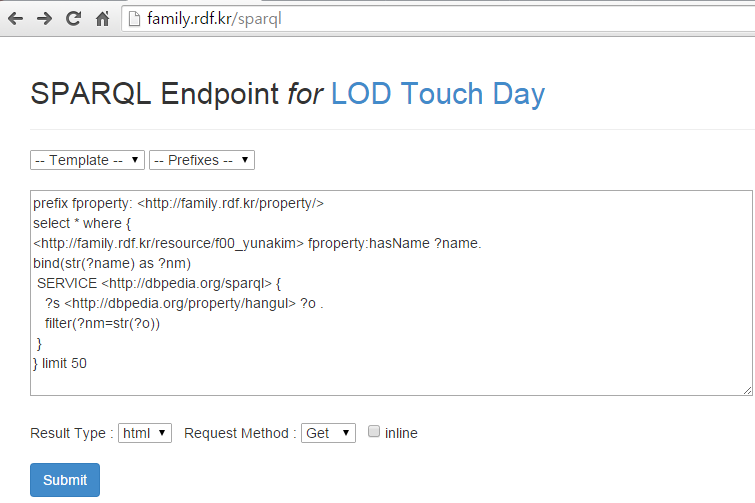 family.rdf.kr/sparql
SPARQL Endpoint for LOD Touch Day
-- Template -- -- Prefixes --
prefix fproperty: <http://family.rdf.kr/property/>
select * where {
<http://family.rdf.kr/resource/f00_yunakim> fproperty:hasName ?name.
bind(str(?name) as ?nm)
SERVICE <http://dbpedia.org/sparql> {
?s <http://dbpedia.org/property/hangul> ?o .
filter(?nm=str(?o))
}
} limit 50
Result Type : html Request Method : Get inline
Submit